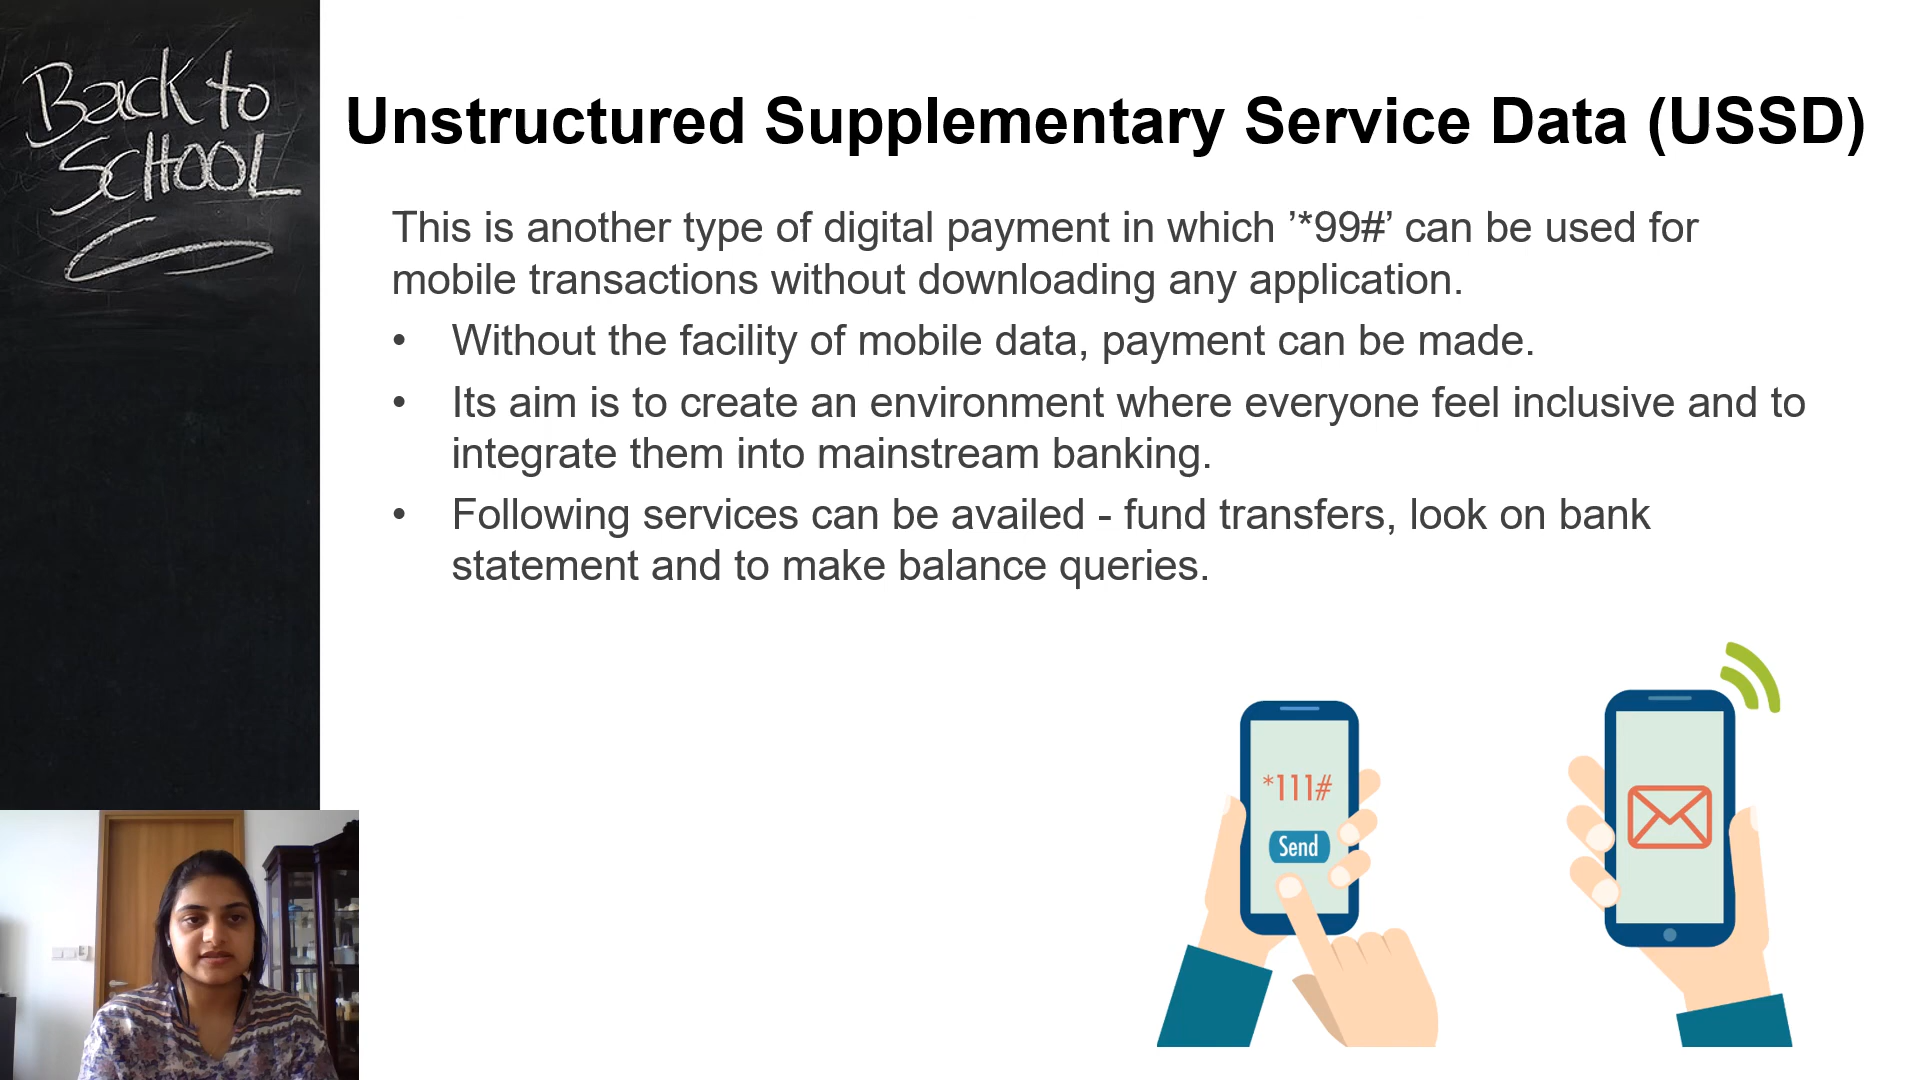 Back to
SCHOOL
Unstructured Supplementary Service Data (USSD)
This is another type of digital payment in which ’*99#’ can be used for
mobile transactions without downloading any application.
• Without the facility of mobile data, payment can be made.
• Its aim is to create an environment where everyone feel inclusive and to
integrate them into mainstream banking.
• Following services can be availed - fund transfers, look on bank
statement and to make balance queries.
*111#
Send